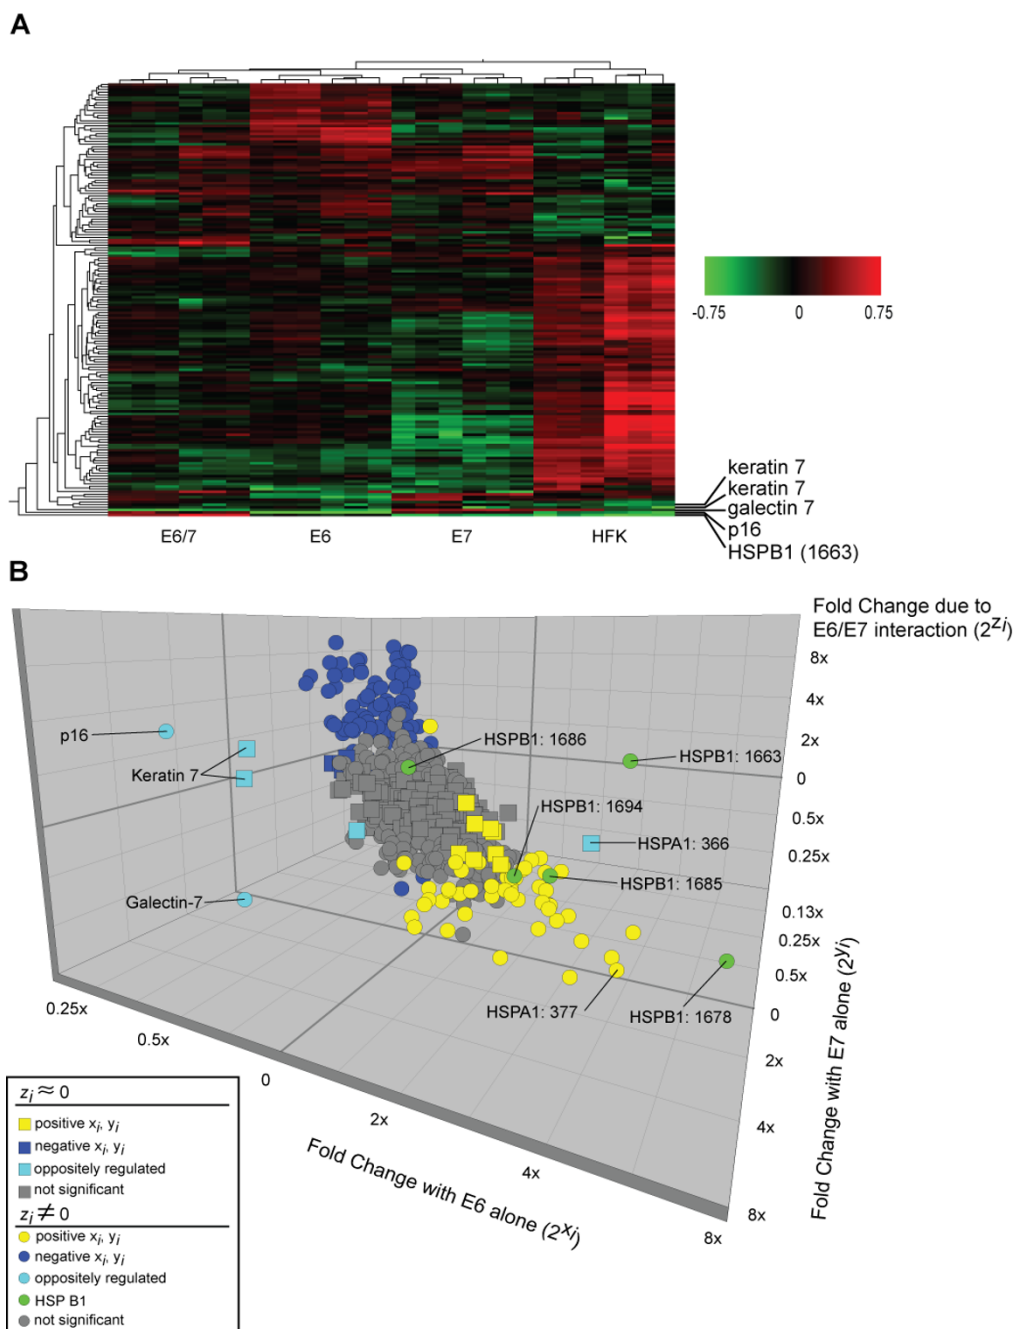 A
-0.75 0 0.75
keratin 7
keratin 7
galectin 7
p16
HSPB1 (1663)
E6/7 E6 E7 HFK
B
Fold Change due to
E6/E7 interaction (2^zi)
8x
4x
2x
0
0.5x
0.25x
0.13x
p16
Keratin 7
Galectin-7
HSPB1: 1686
HSPB1: 1663
HSPB1: 1694
HSPA1: 366
HSPB1: 1685
HSPA1: 377
HSPB1: 1678
0.25x
0.5x
0
2x
4x
8x
Fold Change with E7 alone (2^yi)
0.25x
0.5x
0
2x
4x
8x
Fold Change with E6 alone (2^xi)
zi ≈ 0
positive xi, yi
negative xi, yi
oppositely regulated
not significant
zi ≠ 0
positive xi, yi
negative xi, yi
oppositely regulated
HSP B1
not significant